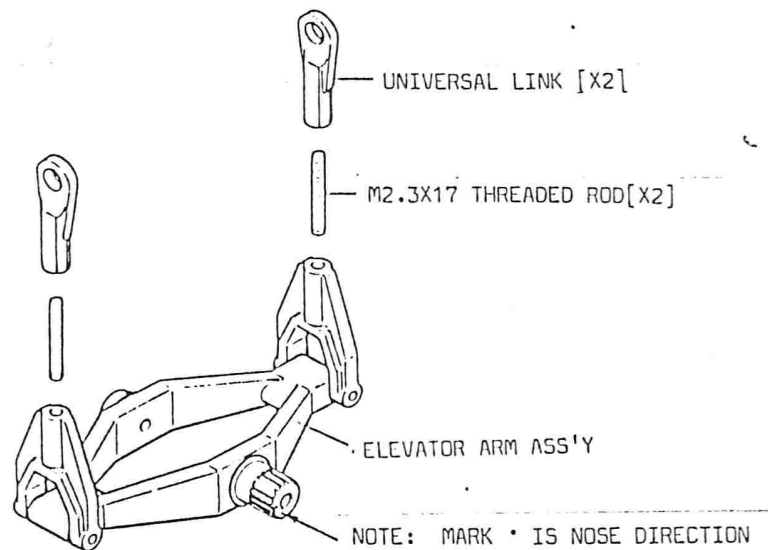 UNIVERSAL LINK [X2]
M2.3X17 THREADED ROD[X2]
ELEVATOR ARM ASS'Y
NOTE: MARK • IS NOSE DIRECTION